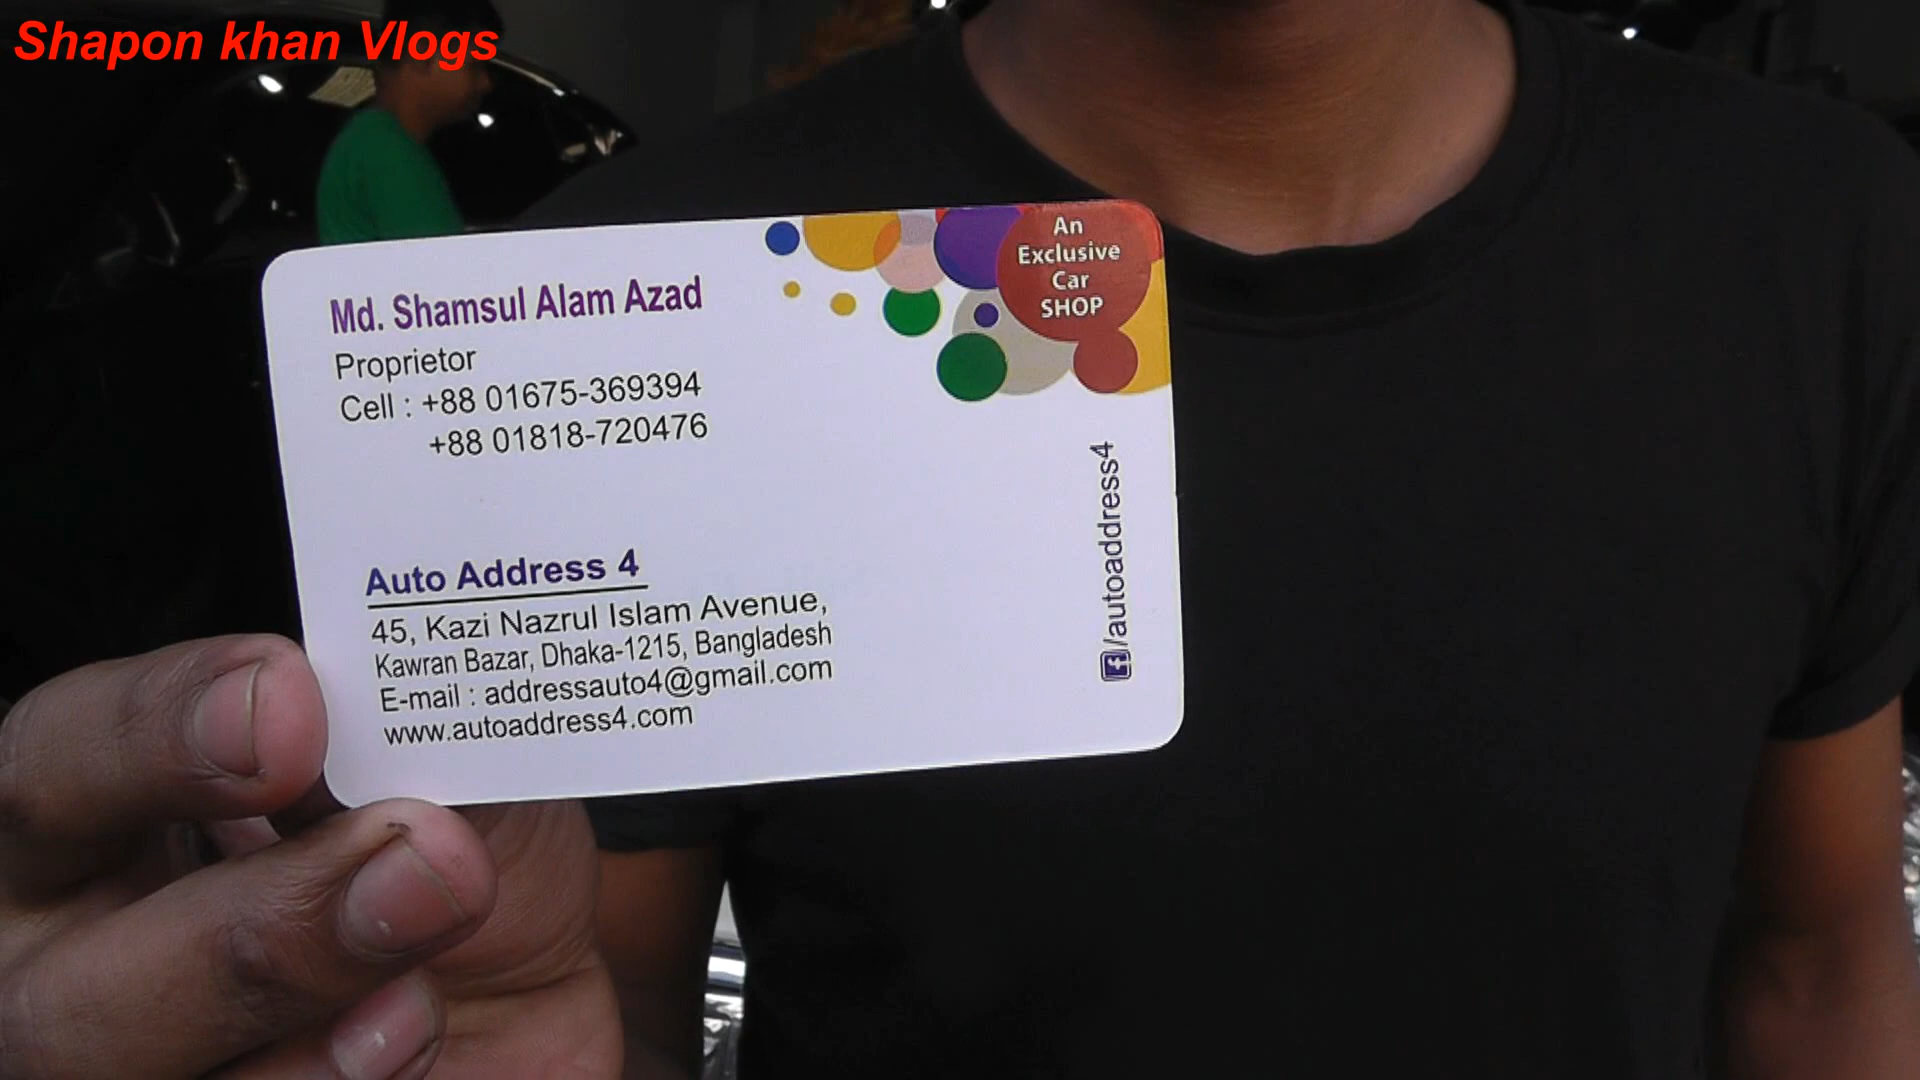 Shapon khan Vlogs
An
Exclusive
Car
SHOP
Md. Shamsul Alam Azad
Proprietor
Cell : +88 01675-369394
+88 01818-720476
Auto Address 4
45, Kazi Nazrul Islam Avenue,
Kawran Bazar, Dhaka-1215, Bangladesh
E-mail : addressauto4@gmail.com
www.autoaddress4.com
f/autoaddress4